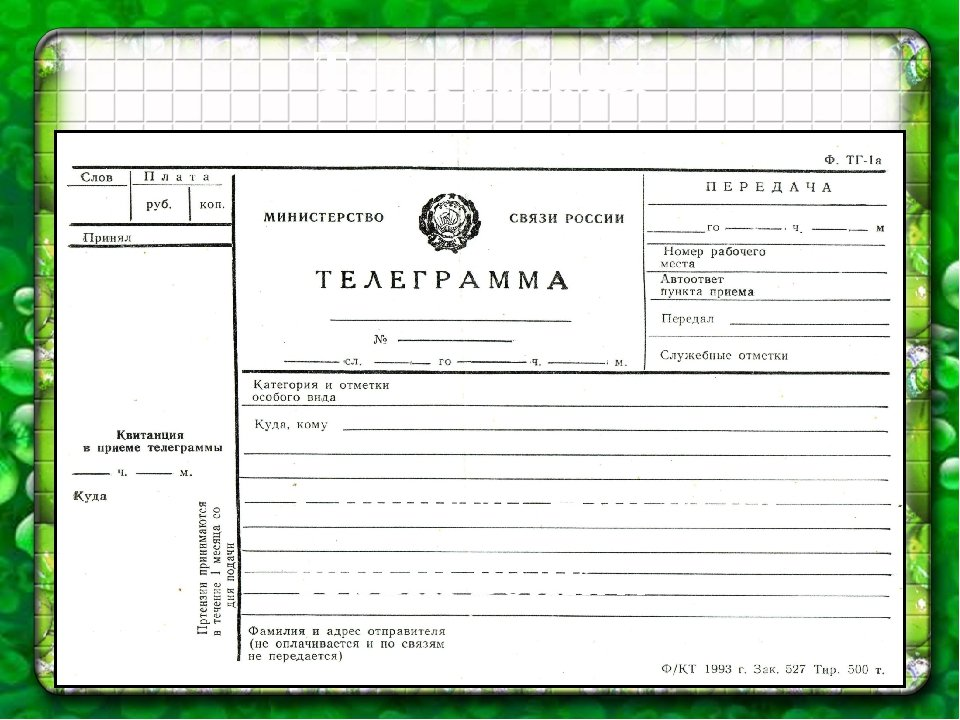 Ф. ТГ-1а
Слов
Плата
руб.
коп.
Принял
МИНИСТЕРСТВО
СВЯЗИ РОССИИ
ТЕЛЕГРАММА
№
сл. го ч. м.
ПЕРЕДАЧА
го ч. м
Номер рабочего
места
Автоответ
пункта приема
Передал
Служебные отметки
Категория и отметки
особого вида
Куда, кому
Квитанция
в приеме телеграммы
ч. м.
Куда
Пртензии принимаются
в течение 1 месяца со
дня подачи
Фамилия и адрес отправителя
(не оплачивается и по связям
не передается)
Ф/КТ 1993 г. Зак. 527 Тир. 500 т.